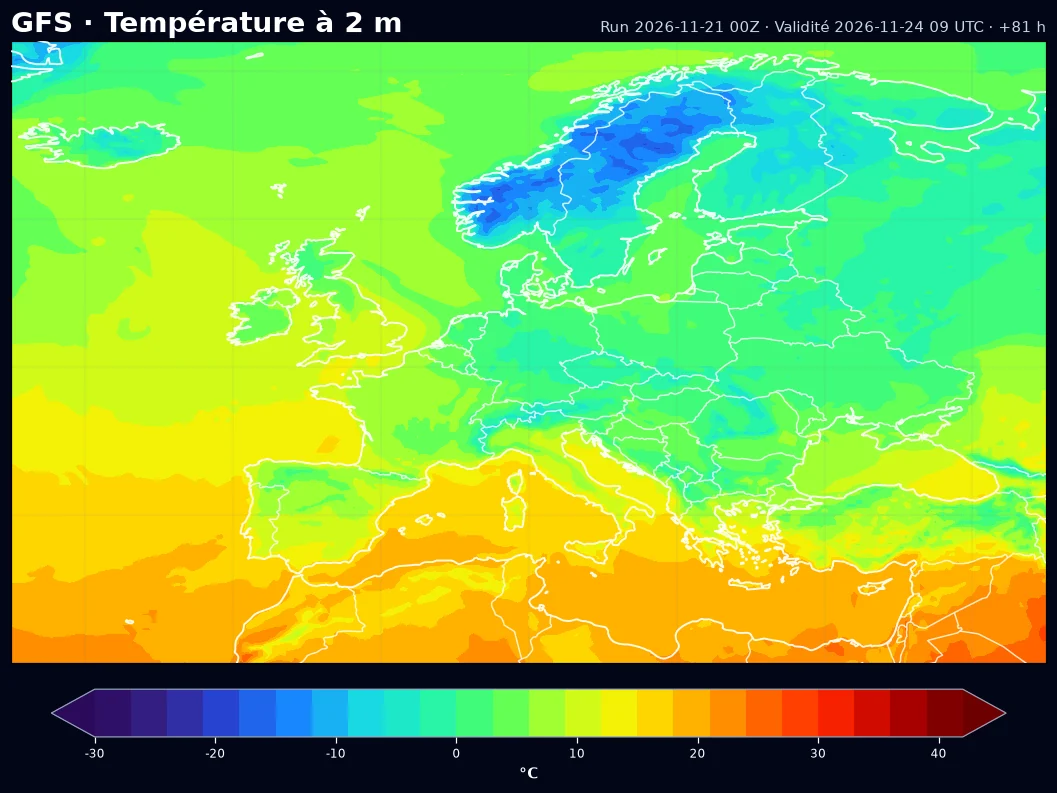 GFS · Température à 2 m
Run 2026-11-21 00Z · Validité 2026-11-24 09 UTC · +81 h
-30 -20 -10 0 10 20 30 40
°C